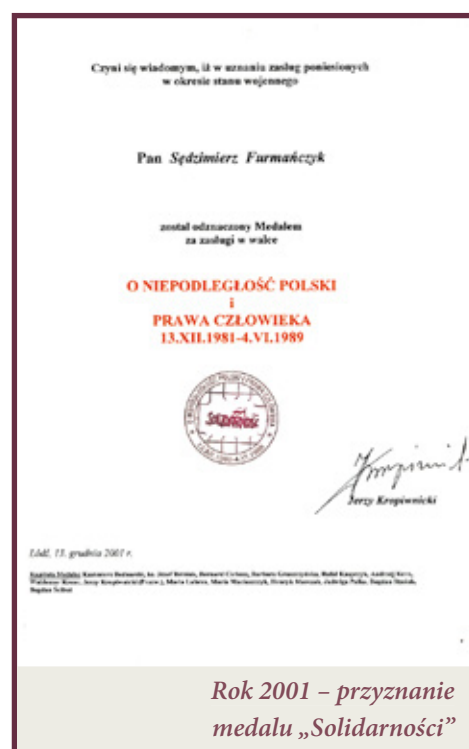 Czyni się wiadomym, iż w uznaniu zasług poniesionych
w okresie stanu wojennego
Pan Sędzimierz Furmańczyk
został odznaczony Medalem
za zasługi w walce
O NIEPODLEGŁOŚĆ POLSKI
i
PRAWA CZŁOWIEKA
13.XII.1981-4.VI.1989
SOLIDARNOŚĆ
Jerzy Kropiwnicki
Łódź, 13. grudnia 2001 r.
Rok 2001 – przyznanie
medalu „Solidarności”